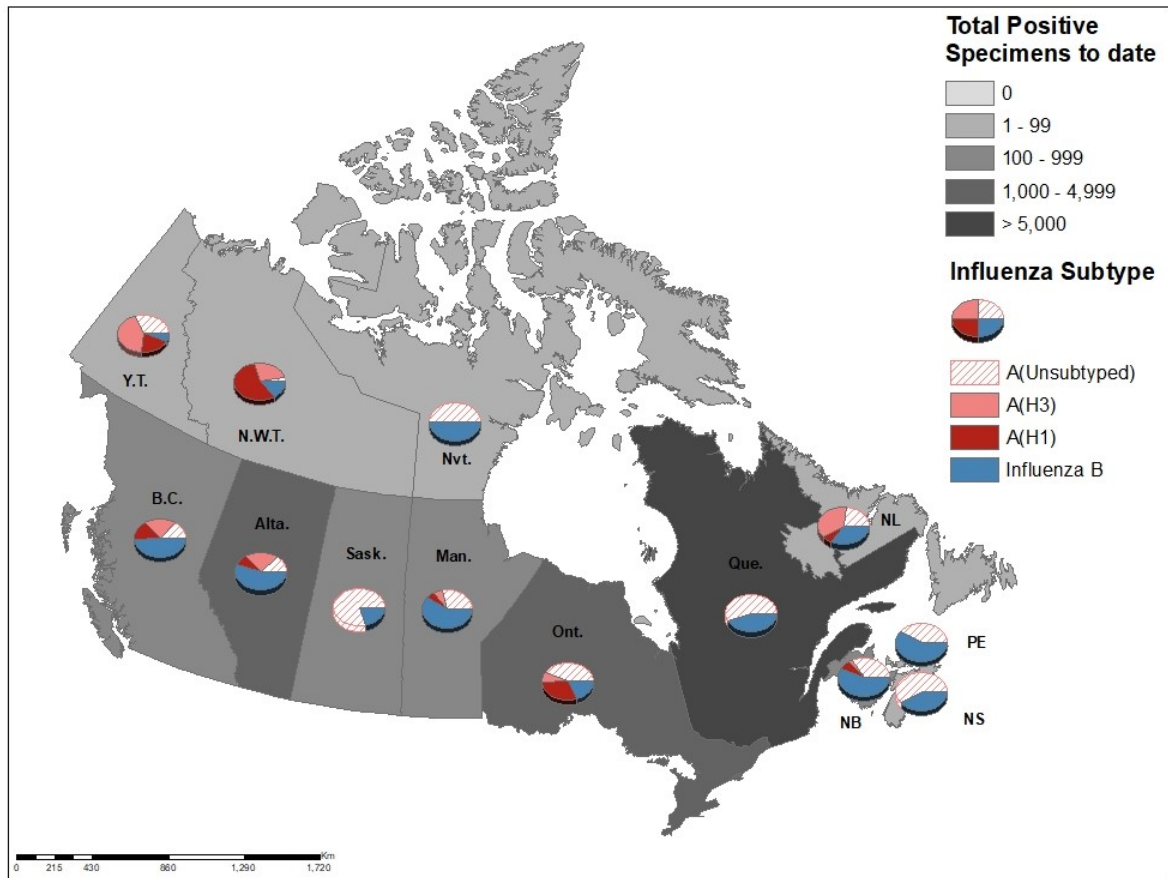 Total Positive
Specimens to date
0
1 - 99
100 - 999
1,000 - 4,999
> 5,000
Influenza Subtype
A(Unsubtyped)
A(H3)
A(H1)
Influenza B
Y.T.
N.W.T.
Nvt.
B.C.
Alta.
Sask.
Man.
Ont.
Que.
NL
PE
NB
NS
Km
0 215 430 860 1,290 1,720